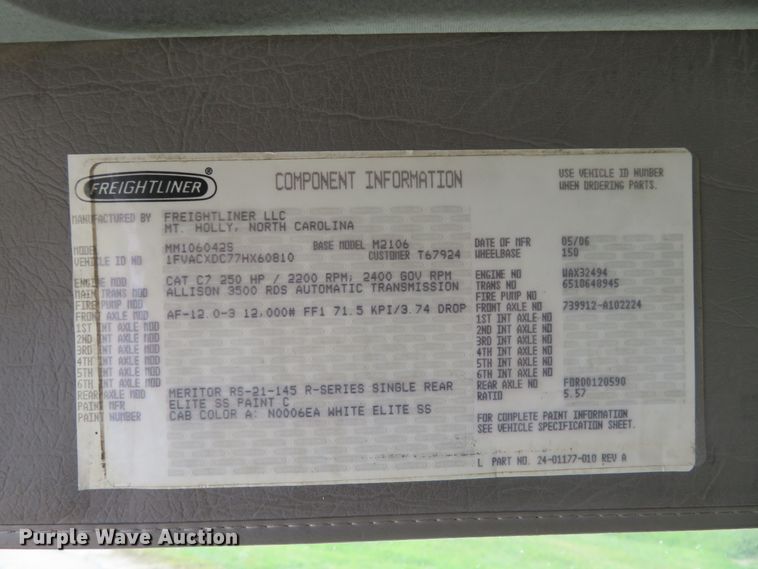 FREIGHTLINER ®
COMPONENT INFORMATION
USE VEHICLE ID NUMBER
WHEN ORDERING PARTS.
MANUFACTURED BY FREIGHTLINER LLC
MT. HOLLY, NORTH CAROLINA
MODEL MM106042S BASE MODEL M2106
VEHICLE ID NO 1FVACXDC77HX60810 CUSTOMER T67924
DATE OF MFR 05/06
WHEELBASE 150
ENGINE MOD CAT C7 250 HP / 2200 RPM; 2400 GOV RPM
MAIN TRANS MOD ALLISON 3500 RDS AUTOMATIC TRANSMISSION
FIRE PUMP MOD
FRONT AXLE MOD AF-12.0-3 12,000# FF1 71.5 KPI/3.74 DROP
1ST INT AXLE MOD
2ND INT AXLE MOD
3RD INT AXLE MOD
4TH INT AXLE MOD
5TH INT AXLE MOD
6TH INT AXLE MOD
REAR AXLE MOD MERITOR RS-21-145 R-SERIES SINGLE REAR
PAINT MFR ELITE SS PAINT C
PAINT NUMBER CAB COLOR A: N0006EA WHITE ELITE SS
ENGINE NO WAX32494
TRANS NO 6510648945
FIRE PUMP NO
FRONT AXLE NO 739912-A102224
1ST INT AXLE NO
2ND INT AXLE NO
3RD INT AXLE NO
4TH INT AXLE NO
5TH INT AXLE NO
6TH INT AXLE NO
REAR AXLE NO FOR00120590
RATIO 5.57
FOR COMPLETE PAINT INFORMATION
SEE VEHICLE SPECIFICATION SHEET.
L PART NO. 24-01177-010 REV A
Purple Wave Auction